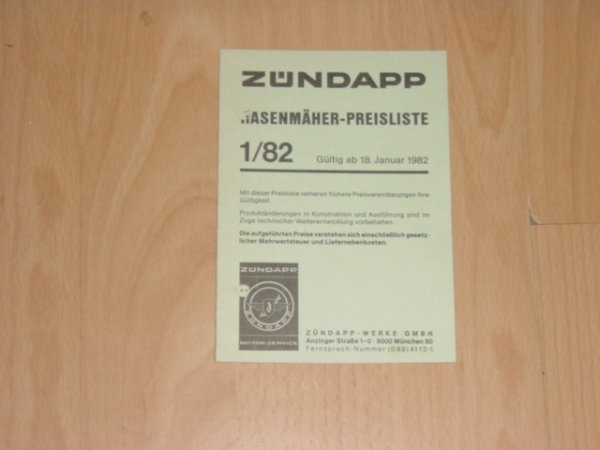 ZÜNDAPP
RASENMÄHER-PREISLISTE
1/82 Gültig ab 18. Januar 1982
Mit dieser Preisliste verlieren frühere Preisvereinbarungen ihre
Gültigkeit.
Produktänderungen in Konstruktion und Ausführung sind im
Zuge technischer Weiterentwicklung vorbehalten.
Die aufgeführten Preise verstehen sich einschließlich gesetz-
licher Mehrwertsteuer und Liefernebenkosten.
ZÜNDAPP
ZÜNDAPP
MOTOR-SERVICE
ZÜNDAPP-WERKE GMBH
Anzinger Straße 1-3 · 8000 München 80
Fernsprech-Nummer (089) 4113-1